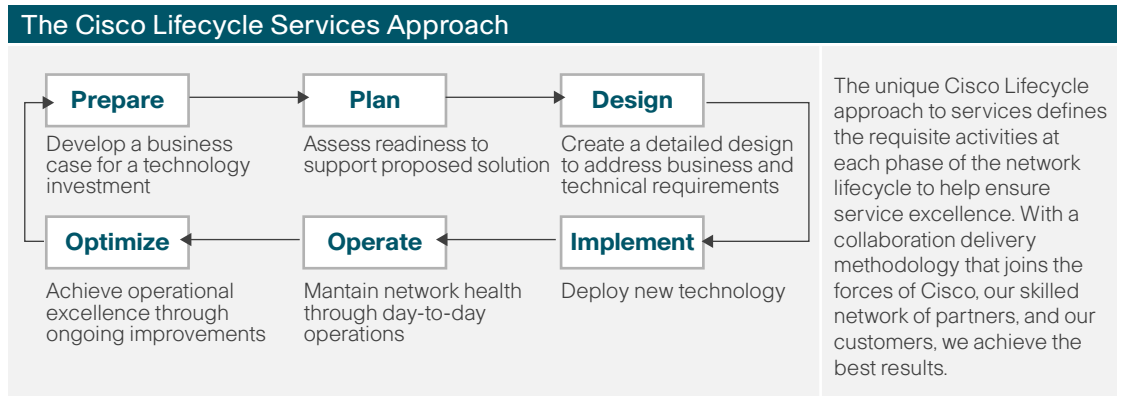 The Cisco Lifecycle Services Approach
Prepare
Develop a business
case for a technology
investment
Plan
Assess readiness to
support proposed solution
Design
Create a detailed design
to address business and
technical requirements
Implement
Deploy new technology
Operate
Mantain network health
through day-to-day
operations
Optimize
Achieve operational
excellence through
ongoing improvements
The unique Cisco Lifecycle
approach to services defines
the requisite activities at
each phase of the network
lifecycle to help ensure
service excellence. With a
collaboration delivery
methodology that joins the
forces of Cisco, our skilled
network of partners, and our
customers, we achieve the
best results.